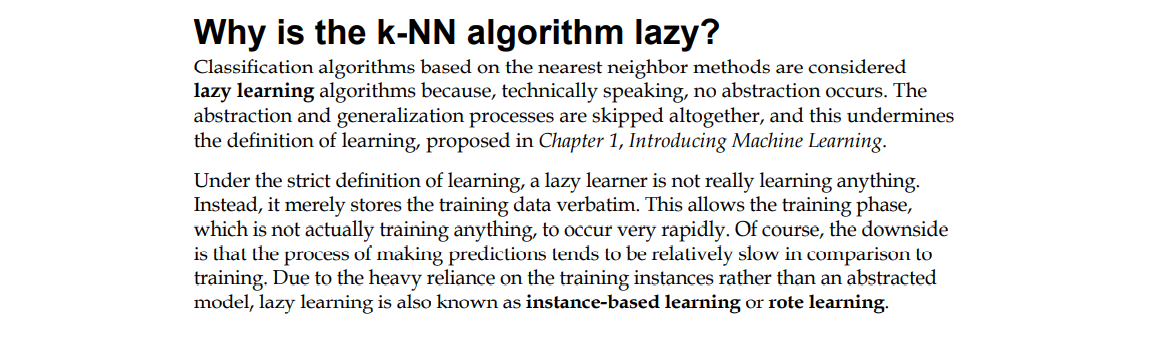 Why is the k-NN algorithm lazy?
Classification algorithms based on the nearest neighbor methods are considered
lazy learning algorithms because, technically speaking, no abstraction occurs. The
abstraction and generalization processes are skipped altogether, and this undermines
the definition of learning, proposed in Chapter 1, Introducing Machine Learning.
Under the strict definition of learning, a lazy learner is not really learning anything.
Instead, it merely stores the training data verbatim. This allows the training phase,
which is not actually training anything, to occur very rapidly. Of course, the downside
is that the process of making predictions tends to be relatively slow in comparison to
training. Due to the heavy reliance on the training instances rather than an abstracted
model, lazy learning is also known as instance-based learning or rote learning.